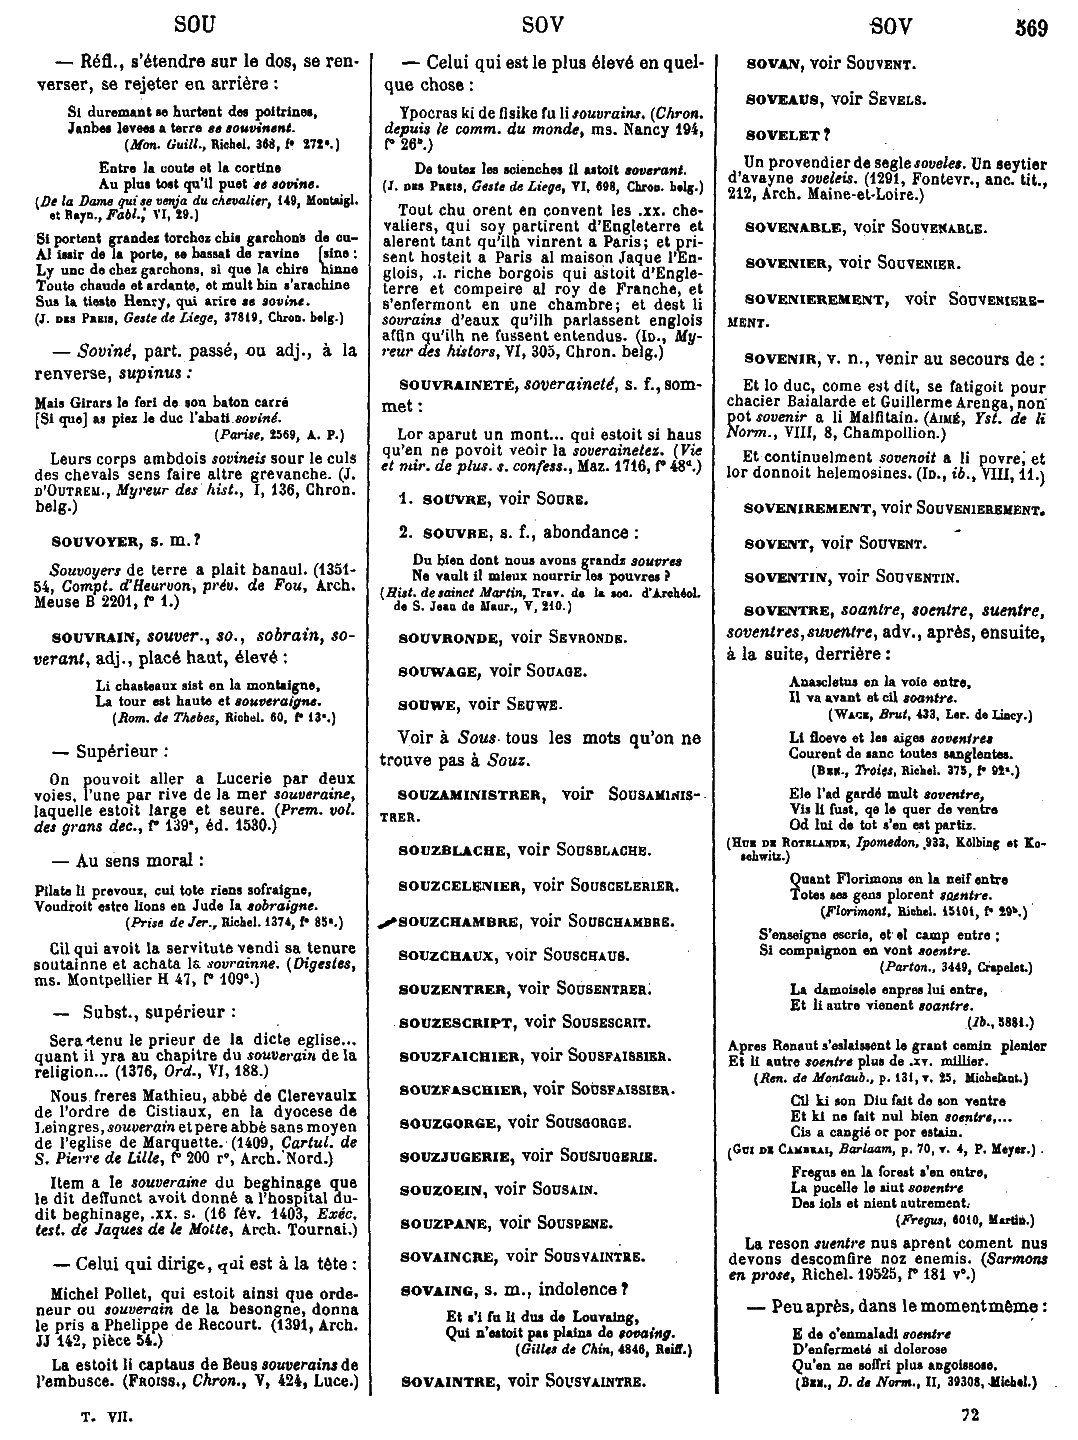 SOU
SOV
SOV
569
— Réfl., s'étendre sur le dos, se ren-
verser, se rejeter en arrière :
Si duremant se hurtent des poitrines,
Janbes levees a terre se souvinent.
(Mon. Guill., Richel. 368, f° 272ª.)
Entre la coute et la cortine
Au plus tost qu'il puet se sovine.
(De la Dame qui se venja du chevalier, 149, Montaigl.
et Rayn., Fabl., VI, 29.)
Si portent grandez torchez chis garchons de cu-
Al issir de la porte, se bassat de ravine [sine :
Ly unc de chez garchons, si que la chire hinne
Toute chaude et ardante, et mult bin s'arachine
Sus la tieste Henry, qui arire se sovine.
(J. DES PREIS, Geste de Liege, 37819, Chron. belg.)
— Soviné, part. passé, ou adj., à la
renverse, supinus :
Mais Girars le feri de son baton carré
[Si que] as piez le duc l'abati soviné.
(Parise, 2569, A. P.)
Leurs corps ambdois sovineis sour le culs
des chevals sens faire altre grevanche. (J.
D'OUTREM., Myreur des hist., I, 136, Chron.
belg.)
SOUVOYER, s. m.?
Souvoyers de terre a plait banaul. (1351-
54, Compt. d'Heurvon, prév. de Fou, Arch.
Meuse B 2201, f° 1.)
SOUVRAIN, souver., so., sobrain, so-
verant, adj., placé haut, élevé :
Li chasteaux sist en la montaigne,
La tour est haute et souveraigne.
(Rom. de Thebes, Richel. 60, f° 13ª.)
— Supérieur :
On pouvoit aller a Lucerie par deux
voies, l'une par rive de la mer souveraine,
laquelle estoit large et seure. (Prem. vol.
des grans dec., f° 139ª, éd. 1530.)
— Au sens moral :
Pilate li prevouz, cui tote riens sofraigne,
Voudroit estre lions en Jude la sobraigne.
(Prise de Jer., Richel. 1374, f° 85ª.)
Cil qui avoit la servitute vendi sa tenure
soutainne et achata la sovrainne. (Digestes,
ms. Montpellier H 47, f° 109ª.)
— Subst., supérieur :
Sera tenu le prieur de la dicte eglise...
quant il yra au chapitre du souverain de la
religion... (1376, Ord., VI, 188.)
Nous freres Mathieu, abbé de Clerevaulx
de l'ordre de Cistiaux, en la dyocese de
Leingres, souverain et pere abbé sans moyen
de l'eglise de Marquette. (1409, Cartul. de
S. Pierre de Lille, f° 200 r°, Arch. Nord.)
Item a le souveraine du beghinage que
le dit deffunct avoit donné a l'hospital du-
dit beghinage, .xx. s. (16 fév. 1403, Exéc.
test. de Jaques de le Motte, Arch. Tournai.)
— Celui qui dirige, qui est à la tête :
Michel Pollet, qui estoit ainsi que orde-
neur ou souverain de la besongne, donna
le pris a Phelippe de Recourt. (1391, Arch.
JJ 142, pièce 54.)
La estoit li captaus de Beus souverains de
l'embusce. (FROISS., Chron., V, 424, Luce.)
T. VII.
— Celui qui est le plus élevé en quel-
que chose :
Ypocras ki de fisike fu li souvrains. (Chron.
depuis le comm. du monde, ms. Nancy 194,
f° 26ᵇ.)
De toutez les scienches il astoit soverant.
(J. DES PREIS, Geste de Liege, VI, 698, Chron. belg.)
Tout chu orent en convent les .xx. che-
valiers, qui soy partirent d'Engleterre et
alerent tant qu'ilh vinrent a Paris; et pri-
sent hosteit a Paris al maison Jaque l'En-
glois, .I. riche borgois qui astoit d'Engle-
terre et compeire al roy de Franche, et
s'enfermont en une chambre; et dest li
sovrains d'eaux qu'ilh parlassent englois
affin qu'ilh ne fussent entendus. (ID., My-
reur des histors, VI, 305, Chron. belg.)
SOUVRAINETÉ, soveraineté, s. f., som-
met :
Lor aparut un mont... qui estoit si haus
qu'en ne povoit veoir la soverainetez. (Vie
et mir. de plus. s. confess., Maz. 1716, f° 48ᵈ.)
1. SOUVRE, voir SOURE.
2. SOUVRE, s. f., abondance :
Du bien dont nous avons grandz souvres
Ne vault il mieux nourrir les pouvres ?
(Hist. de sainct Martin, Trav. de la soc. d'Archéol.
de S. Jean de Maur., V, 210.)
SOUVRONDE, voir SEVRONDE.
SOUWAGE, voir SOUAGE.
SOUWE, voir SEUWE.
Voir à Sous tous les mots qu'on ne
trouve pas à Souz.
SOUZAMINISTRER, voir SOUSAMINIS-
TRER.
SOUZBLACHE, voir SOUSBLACHE.
SOUZCELENIER, voir SOUSCELERIER.
SOUZCHAMBRE, voir SOUSCHAMBRE.
SOUZCHAUX, voir SOUSCHAUS.
SOUZENTRER, voir SOUSENTRER.
SOUZESCRIPT, voir SOUSESCRIT.
SOUZFAICHIER, voir SOUSFAISSIER.
SOUZFASCHIER, voir SOUSFAISSIER.
SOUZGORGE, voir SOUSGORGE.
SOUZJUGERIE, voir SOUSJUGERIE.
SOUZOEIN, voir SOUSAIN.
SOUZPANE, voir SOUSPENE.
SOVAINCRE, voir SOUSVAINTRE.
SOVAING, s. m., indolence ?
Et s'i fu li dus de Louvaing,
Qui n'estoit pas plains de sovaing.
(Gilles de Chin, 4846, Reiff.)
SOVAINTRE, voir SOUSVAINTRE.
SOVAN, voir SOUVENT.
SOVEAUS, voir SEVELS.
SOVELET ?
Un provendier de segle soveles. Un seytier
d'avayne soveleis. (1291, Fontevr., anc. tit.,
212, Arch. Maine-et-Loire.)
SOVENABLE, voir SOUVENABLE.
SOVENIER, voir SOUVENIER.
SOVENIEREMENT, voir SOUVENIERE-
MENT.
SOVENIR, v. n., venir au secours de :
Et lo duc, come est dit, se fatigoit pour
chacier Baialarde et Guillerme Arenga, non
pot sovenir a li Malfitain. (AIMÉ, Yst. de li
Norm., VIII, 8, Champollion.)
Et continuelment sovenoit a li povre, et
lor donnoit helemosines. (ID., ib., VIII, 11.)
SOVENIREMENT, voir SOUVENIEREMENT.
SOVENT, voir SOUVENT.
SOVENTIN, voir SOUVENTIN.
SOVENTRE, soantre, soentre, suentre,
soventres, suventre, adv., après, ensuite,
à la suite, derrière :
Anascletus en la voie entre,
Il va avant et cil soantre.
(WACE, Brut, 433, Ler. de Lincy.)
Li floeve et les aiges soventres
Courent de sanc toutes sanglentes.
(BEN., Troies, Richel. 375, f° 92ª.)
Ele l'ad gardé mult soventre,
Vis li fust, qe le quer de ventre
Od lui de tot s'en est partiz.
(HUE DE ROTELANDE, Ipomedon, 933, Kölbing et Ko-
schwitz.)
Quant Florimons en la neif entre
Totes ses gens plorent soentre.
(Florimont, Richel. 15101, f° 29ᵇ.)
S'enseigne escrie, et el camp entre ;
Si compaignon en vont soentre.
(Parton., 3449, Crapelet.)
La damoisele enpres lui entre,
Et li autre vienent soantre.
(Ib., 5881.)
Apres Renaut s'eslaissent le grant cemin plenier
Et li autre soentre plus de .xv. millier.
(Ren. de Montaub., p. 131, v. 25, Michelant.)
Cil ki son Diu fait de son ventre
Et ki ne fait nul bien soentre,...
Cis a cangié or por estain.
(GUI DE CAMBRAI, Barlaam, p. 70, v. 4, P. Meyer.)
Fregus en la forest s'en entre,
La pucelle le siut soventre
Des iols et nient autrement.
(Fregus, 6010, Martin.)
La reson suentre nus aprent coment nus
devons descomfire noz enemis. (Sarmons
en prose, Richel. 19525, f° 181 v°.)
— Peu après, dans le moment même :
E de c'enmaladi soentre
D'enfermeté si dolerose
Qu'en ne soffri plus angoissose.
(BEN., D. de Norm., II, 39308, Michel.)
72